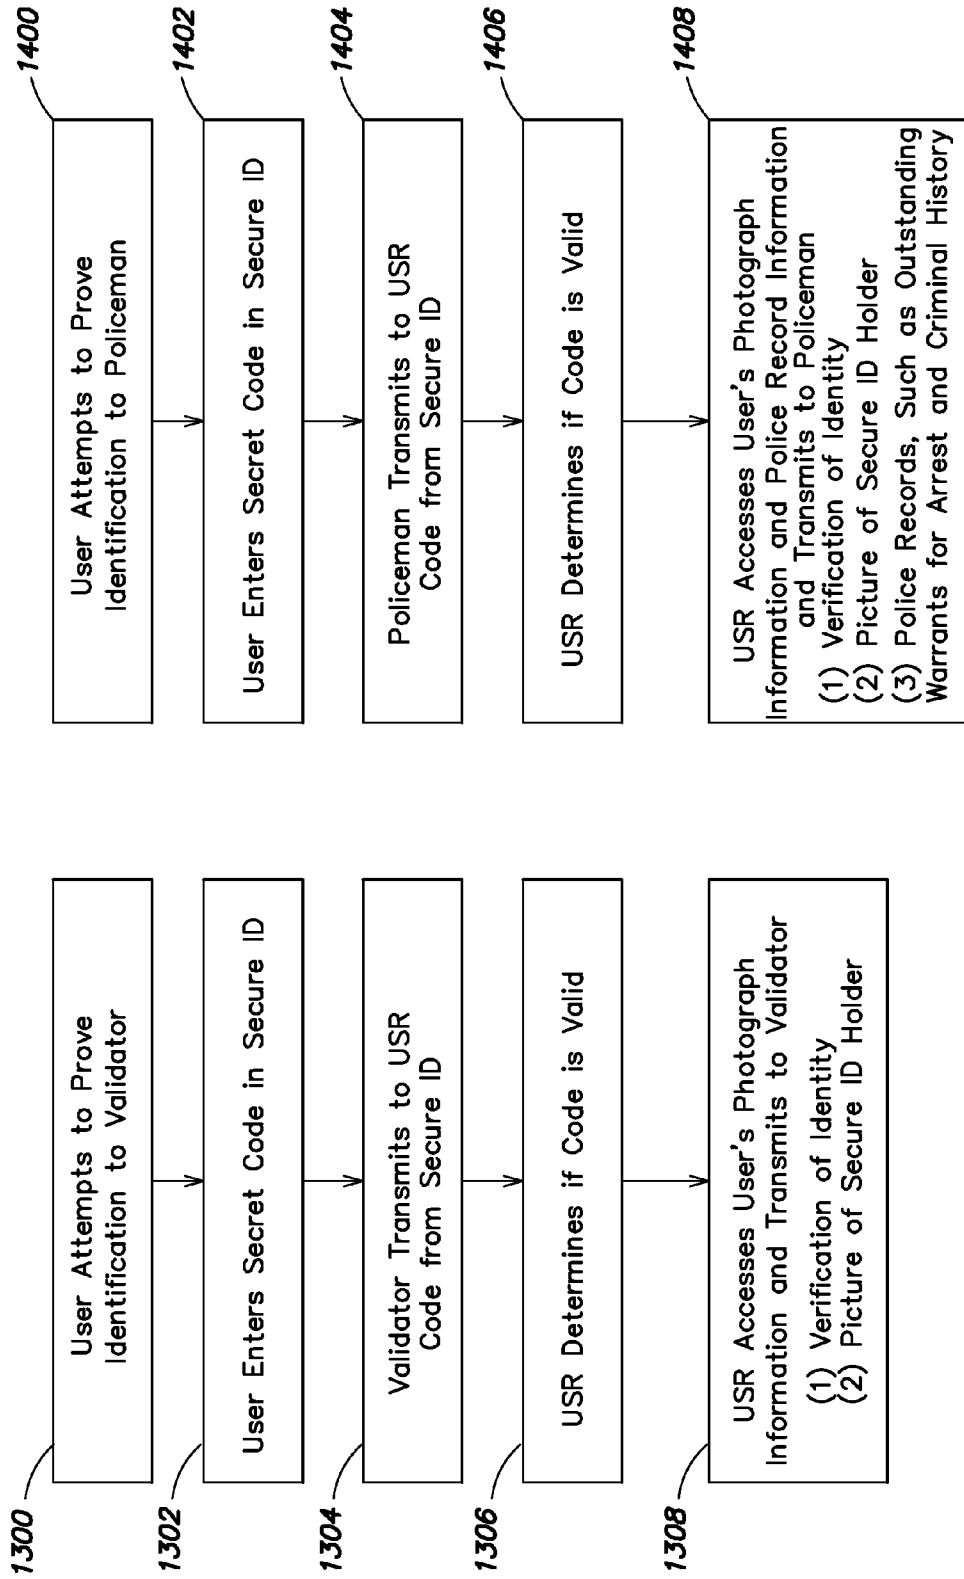 1300
User Attempts to Prove
Identification to Validator
1302
User Enters Secret Code in Secure ID
1304
Validator Transmits to USR
Code from Secure ID
1306
USR Determines if Code is Valid
1308
USR Accesses User's Photograph
Information and Transmits to Validator
(1) Verification of Identity
(2) Picture of Secure ID Holder
1400
User Attempts to Prove
Identification to Policeman
1402
User Enters Secret Code in Secure ID
1404
Policeman Transmits to USR
Code from Secure ID
1406
USR Determines if Code is Valid
1408
USR Accesses User's Photograph
Information and Police Record Information
and Transmits to Policeman
(1) Verification of Identity
(2) Picture of Secure ID Holder
(3) Police Records, Such as Outstanding
Warrants for Arrest and Criminal History